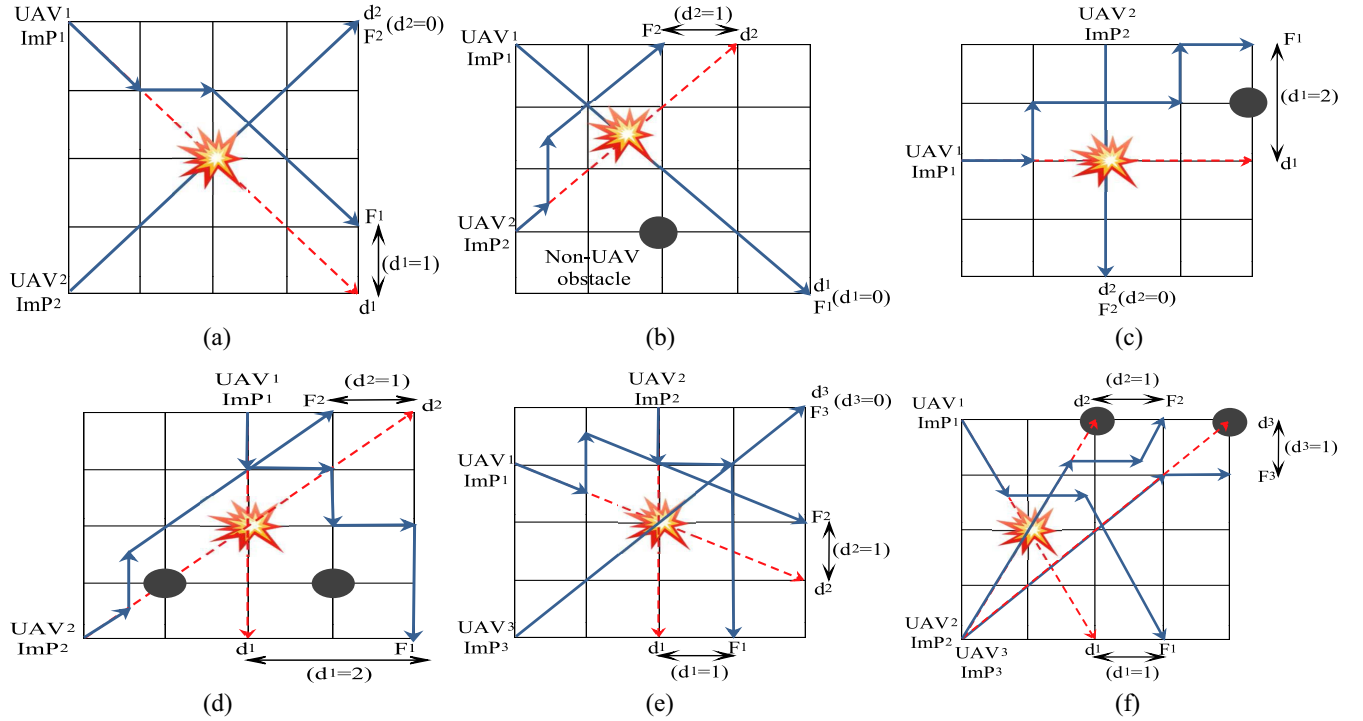 UAV1
ImP1
d2 (d2=0)
F2
F1
(d1=1)
UAV2
ImP2
d1
(a)
(d2=1)
UAV1
ImP1
F2
d2
UAV2
ImP2
Non-UAV
obstacle
d1
F1(d1=0)
(b)
UAV2
ImP2
F1
(d1=2)
UAV1
ImP1
d1
d2
(d2=0)
F2
(c)
UAV1
ImP1
(d2=1)
F2
d2
UAV2
ImP2
d1
F1
(d1=2)
(d)
UAV2
ImP2
d3
(d3=0)
F3
UAV1
ImP1
F2
(d2=1)
d2
UAV3
ImP3
d1
F1
(d1=1)
(e)
(d2=1)
d2
F2
UAV1
ImP1
d3
(d3=1)
F3
UAV2
ImP2
UAV3
ImP3
d1
F1
(d1=1)
(f)